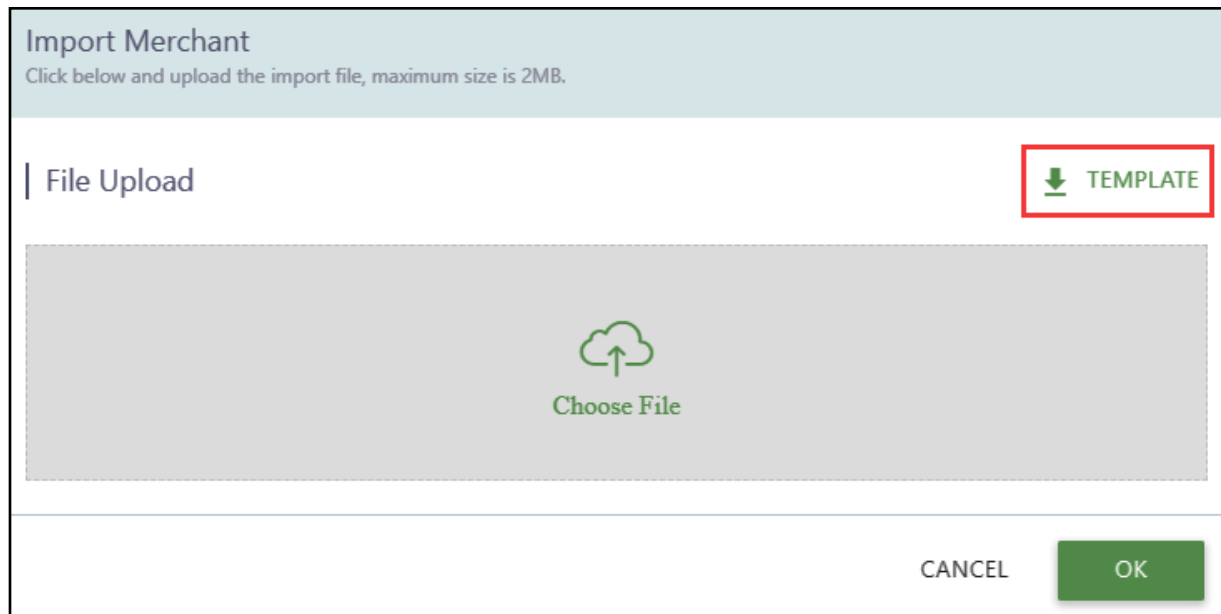 Import Merchant
Click below and upload the import file, maximum size is 2MB.
File Upload
TEMPLATE
Choose File
CANCEL
OK